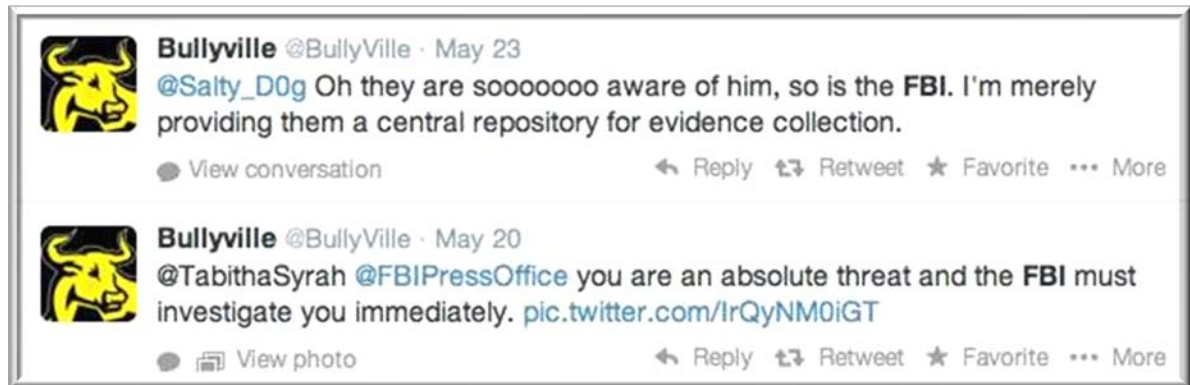 Bullyville @BullyVille · May 23
@Salty_D0g Oh they are sooooooo aware of him, so is the FBI. I'm merely
providing them a central repository for evidence collection.
View conversation Reply Retweet Favorite ••• More
Bullyville @BullyVille · May 20
@TabithaSyrah @FBIPressOffice you are an absolute threat and the FBI must
investigate you immediately. pic.twitter.com/IrQyNM0iGT
View photo Reply Retweet Favorite ••• More